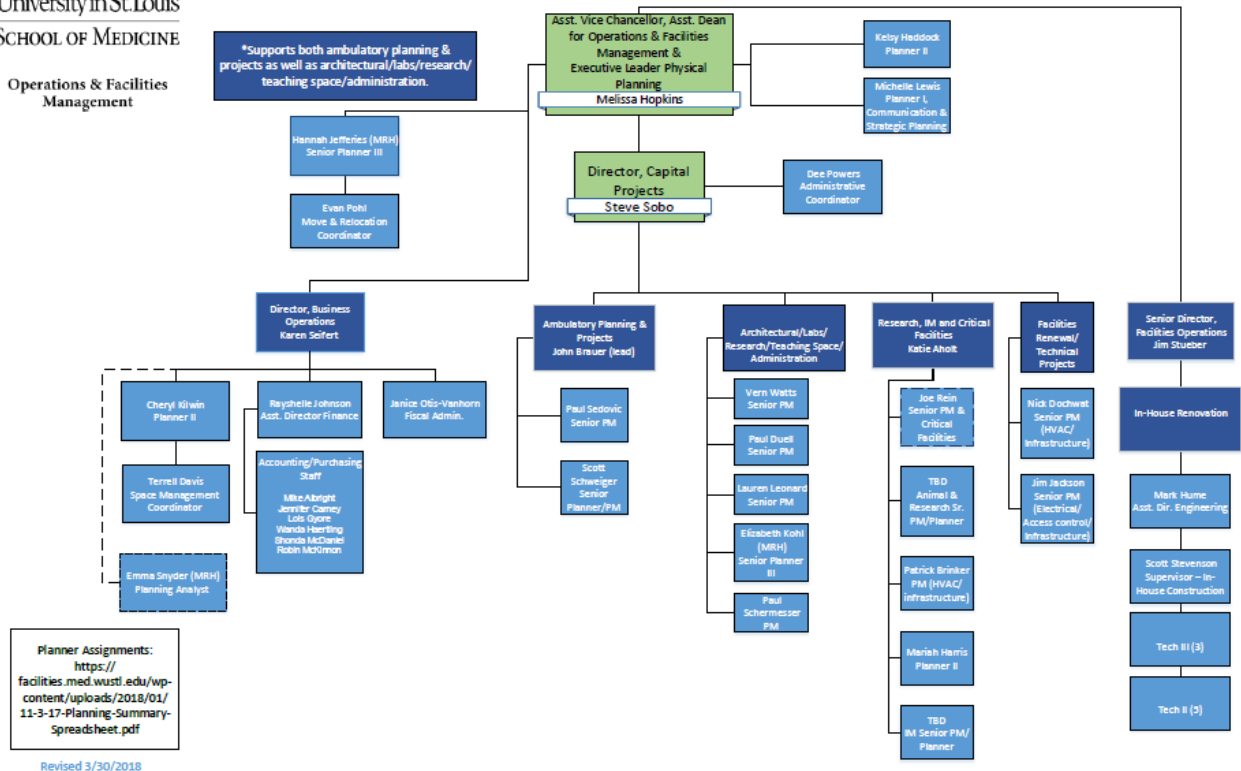 University in St. Louis
SCHOOL OF MEDICINE
Operations & Facilities
Management
*Supports both ambulatory planning &
projects as well as architectural/labs/research/
teaching space/administration.
Asst. Vice Chancellor, Asst. Dean
for Operations & Facilities
Management &
Executive Leader Physical
Planning
Melissa Hopkins
Kelsy Haddock
Planner II
Michelle Lewis
Planner I,
Communication &
Strategic Planning
Hannah Jefferies (MRH)
Senior Planner III
Evan Pohl
Move & Relocation
Coordinator
Director, Capital
Projects
Steve Sobo
Dee Powers
Administrative
Coordinator
Director, Business
Operations
Karen Seifert
Ambulatory Planning &
Projects
John Brauer (lead)
Architectural/Labs/
Research/Teaching Space/
Administration
Research, IM and Critical
Facilities
Katie Aholt
Facilities
Renewal/
Technical
Projects
Senior Director,
Facilities Operations
Jim Stueber
Cheryl Kilwin
Planner II
Rayshelle Johnson
Asst. Director Finance
Janice Otis-Vanhorn
Fiscal Admin.
Terrell Davis
Space Management
Coordinator
Accounting/Purchasing
Staff
Mike Albright
Jennifer Carney
Lois Gyore
Wanda Haertling
Shonda McDaniel
Robin McKinnon
Emma Snyder (MRH)
Planning Analyst
Paul Sedovic
Senior PM
Scott
Schweiger
Senior
Planner/PM
Vern Watts
Senior PM
Paul Duell
Senior PM
Lauren Leonard
Senior PM
Elizabeth Kohl
(MRH)
Senior Planner
III
Paul
Schermesser
PM
Joe Rein
Senior PM &
Critical
Facilities
TBD
Animal &
Research Sr.
PM/Planner
Patrick Brinker
PM (HVAC/
infrastructure)
Mariah Harris
Planner II
TBD
IM Senior PM/
Planner
Nick Dochwat
Senior PM
(HVAC/
Infrastructure)
Jim Jackson
Senior PM
(Electrical/
Access control/
Infrastructure)
In-House Renovation
Mark Hume
Asst. Dir. Engineering
Scott Stevenson
Supervisor – In-
House Construction
Tech III (3)
Tech II (5)
Planner Assignments:
https://
facilities.med.wustl.edu/wp-
content/uploads/2018/01/
11-3-17-Planning-Summary-
Spreadsheet.pdf
Revised 3/30/2018